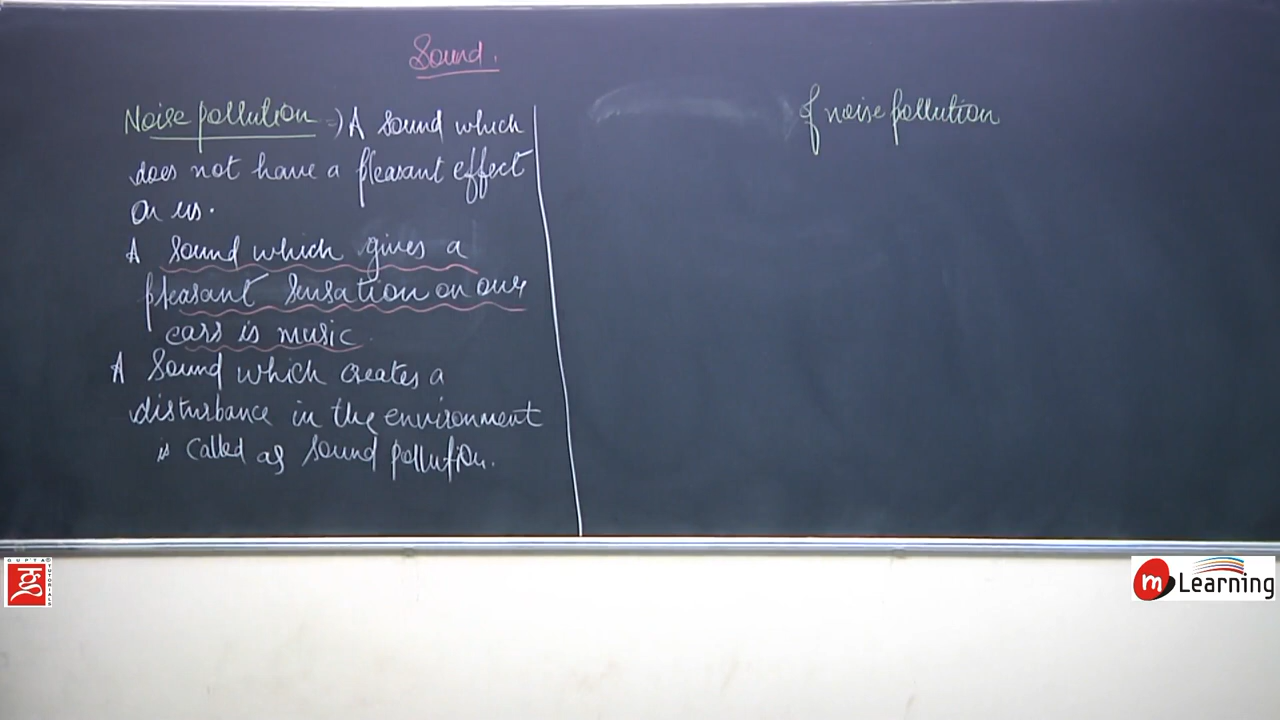 Sound.
Noise pollution → A sound which
does not have a pleasant effect
on us.
A sound which gives a
pleasant sensation on our
ears is music.
A sound which creates a
disturbance in the environment
is called as sound pollution.
of noise pollution
GUPTA TUTORIALS
m Learning